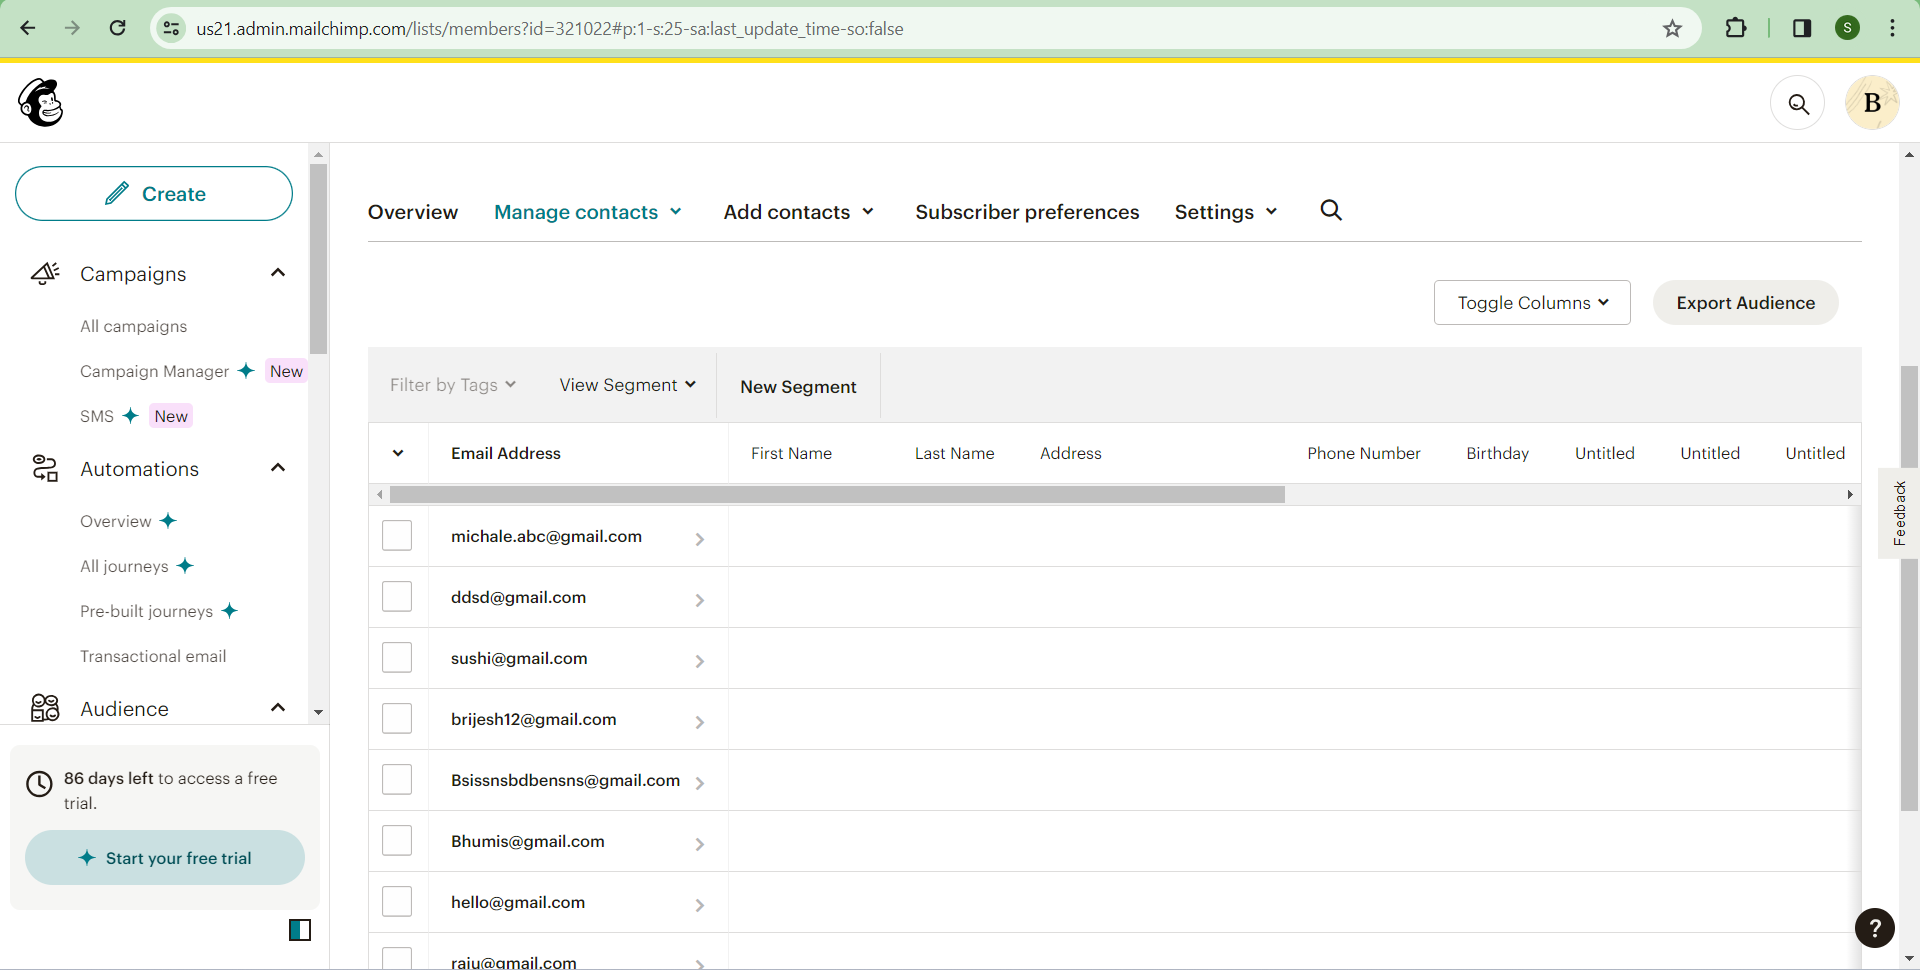 us21.admin.mailchimp.com/lists/members?id=321022#p:1-s:25-sa:last_update_time-so:false
S
B
Create
Campaigns
All campaigns
Campaign Manager New
SMS New
Automations
Overview
All journeys
Pre-built journeys
Transactional email
Audience
86 days left to access a free
trial.
Start your free trial
Overview Manage contacts Add contacts Subscriber preferences Settings
Toggle Columns Export Audience
Filter by Tags View Segment New Segment
Email Address First Name Last Name Address Phone Number Birthday Untitled Untitled Untitled
michale.abc@gmail.com
ddsd@gmail.com
sushi@gmail.com
brijesh12@gmail.com
Bsissnsbdbensns@gmail.com
Bhumis@gmail.com
hello@gmail.com
raju@gmail.com
Feedback
?